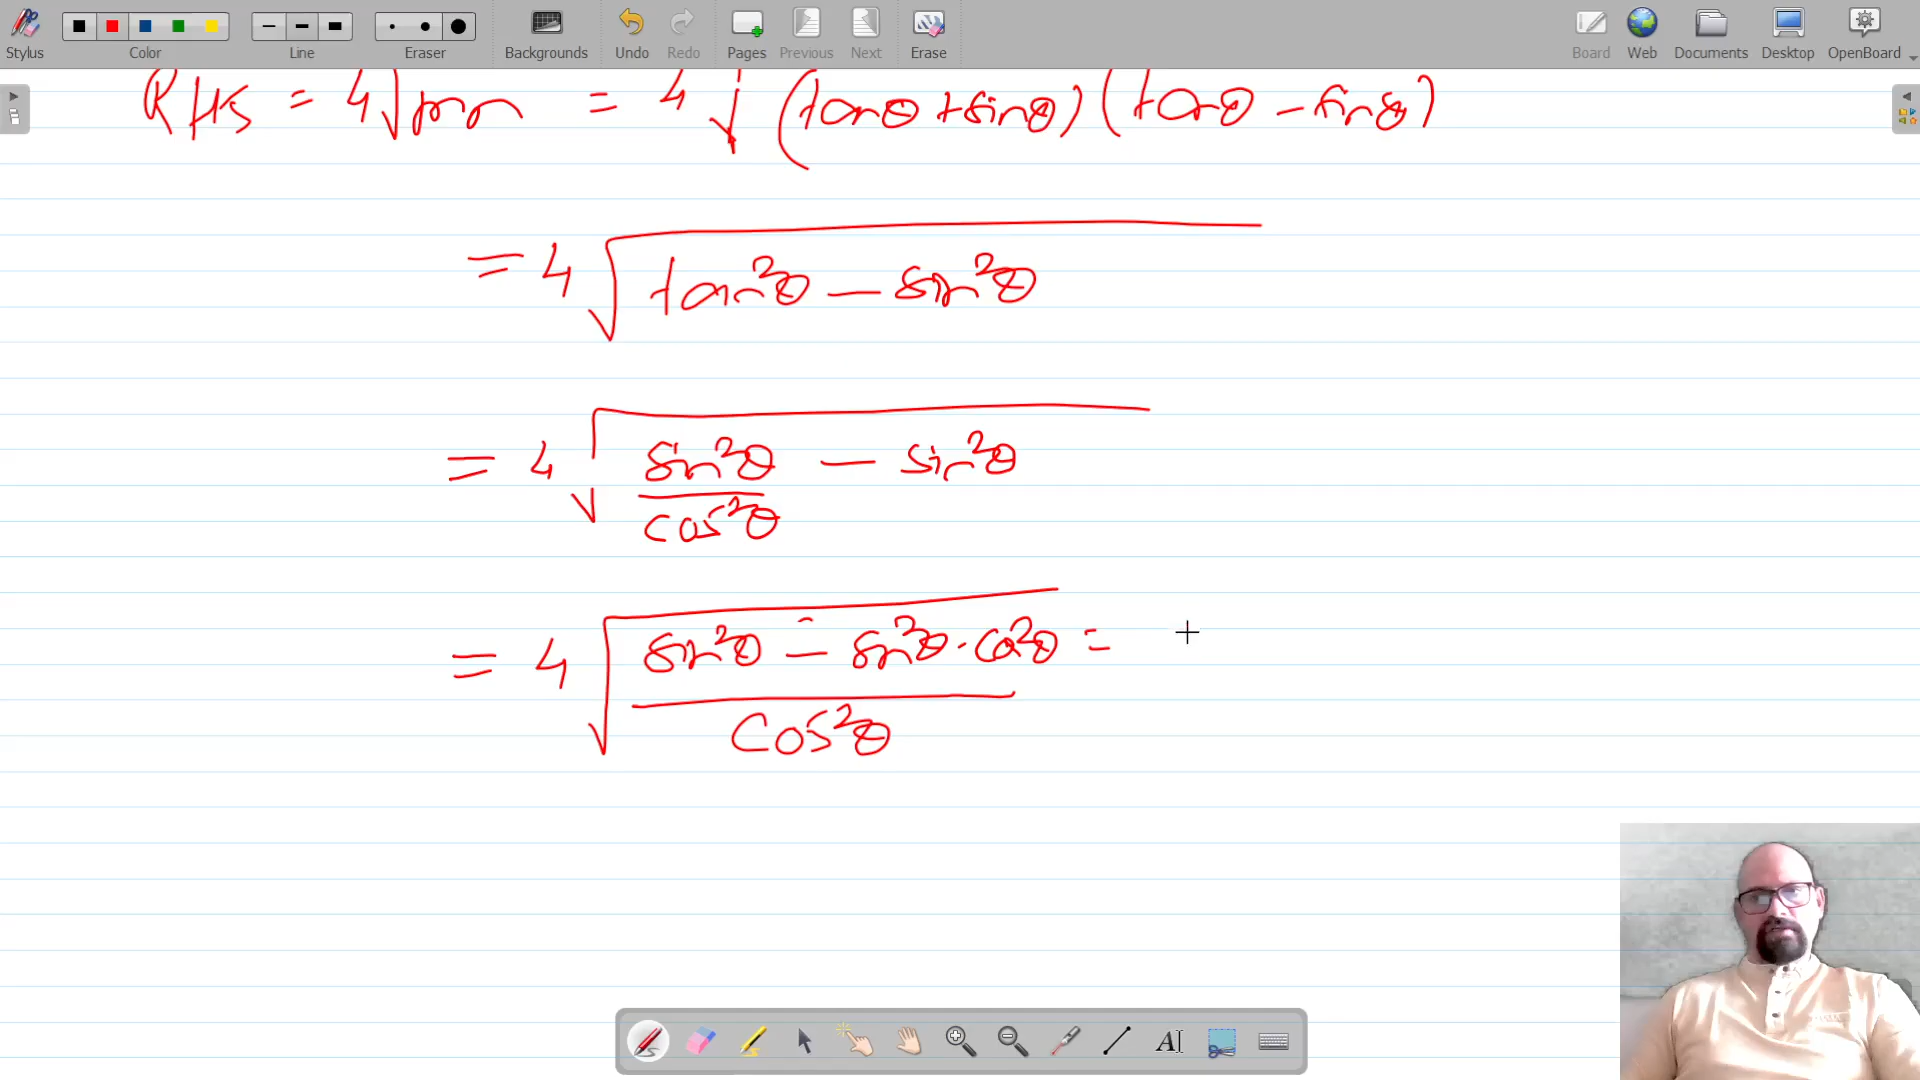 Stylus Color Line Eraser Backgrounds Undo Redo Pages Previous Next Erase Board Web Documents Desktop OpenBoard
RHS = 4√mn = 4√(tanθ + sinθ)(tanθ - sinθ)
= 4√tan²θ - sin²θ
= 4√sin²θ/cos²θ - sin²θ
= 4√sin²θ - sin²θ·cos²θ/cos²θ =